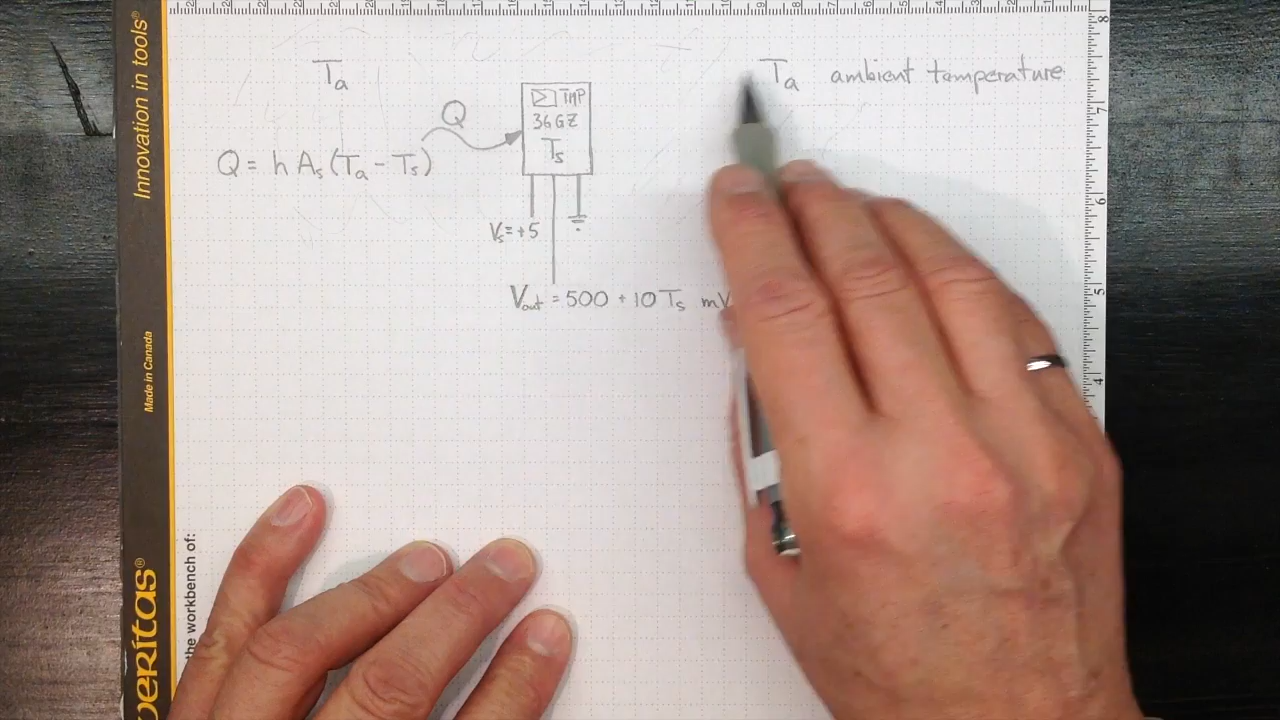 Innovation in tools®
Made in Canada
veritas®
the workbench of:
Ta
Q
TMP
36GZ
Ts
Q = h As (Ta - Ts)
Vs = +5
Vout = 500 + 10 Ts mV
Ta ambient temperature